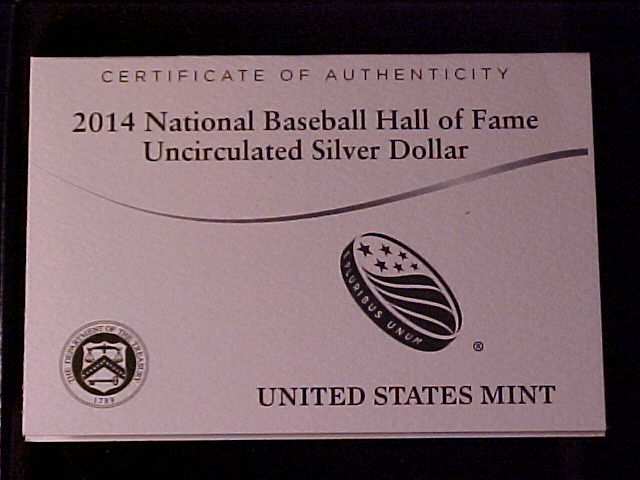 CERTIFICATE OF AUTHENTICITY
2014 National Baseball Hall of Fame
Uncirculated Silver Dollar
E PLURIBUS UNUM
®
THE DEPARTMENT OF THE TREASURY
1789
UNITED STATES MINT